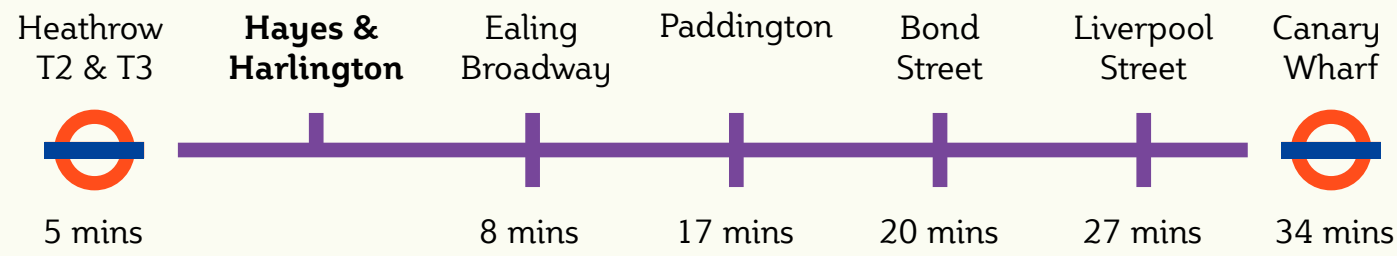 Heathrow
T2 & T3
Hayes &
Harlington
Ealing
Broadway
Paddington
Bond
Street
Liverpool
Street
Canary
Wharf
5 mins
8 mins
17 mins
20 mins
27 mins
34 mins